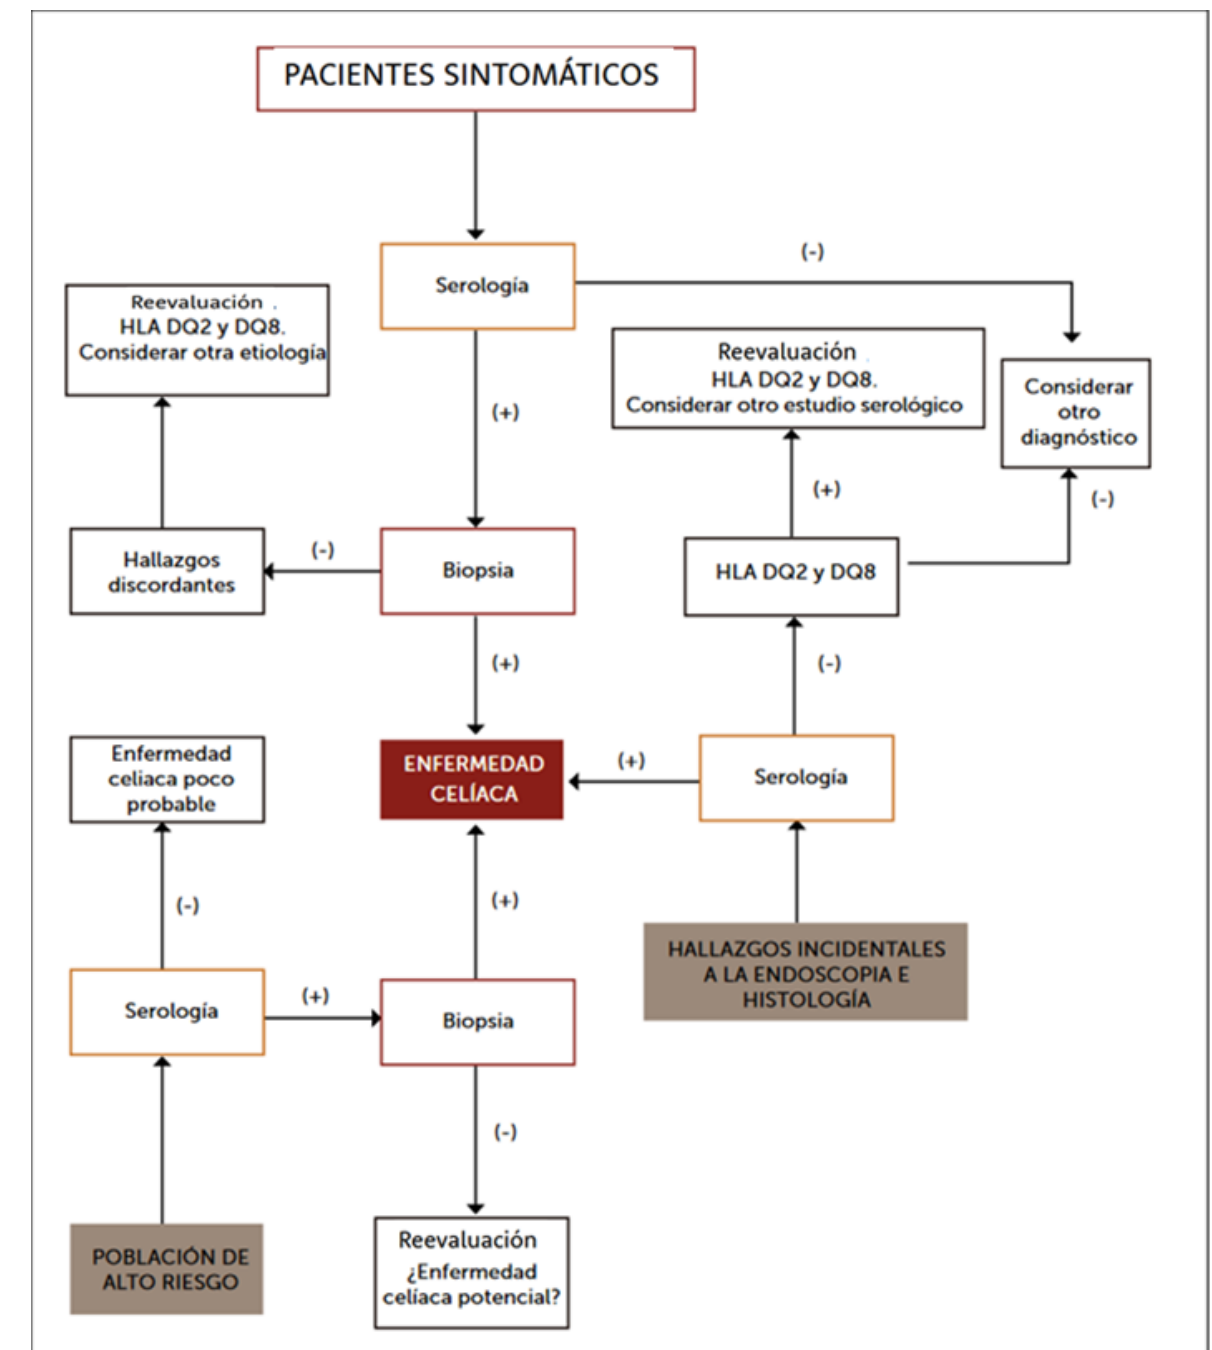 PACIENTES SINTOMÁTICOS
Serología
(-)
Reevaluación .
HLA DQ2 y DQ8.
Considerar otra etiología
Reevaluación .
HLA DQ2 y DQ8.
Considerar otro estudio serológico
Considerar
otro
diagnóstico
(+)
(+)
(-)
Hallazgos
discordantes
(-)
Biopsia
HLA DQ2 y DQ8
(+)
(-)
Enfermedad
celiaca poco
probable
ENFERMEDAD
CELÍACA
(+)
Serología
(-)
(+)
HALLAZGOS INCIDENTALES
A LA ENDOSCOPIA E
HISTOLOGÍA
Serología
(+)
Biopsia
(-)
POBLACIÓN DE
ALTO RIESGO
Reevaluación
¿Enfermedad
celíaca potencial?